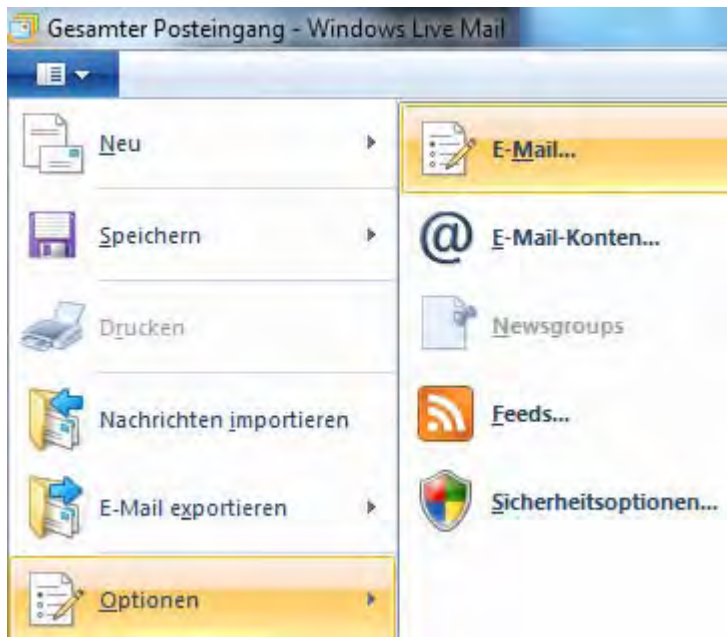 Gesamter Posteingang - Windows Live Mail
Neu
Speichern
Drucken
Nachrichten importieren
E-Mail exportieren
Optionen
E-Mail...
E-Mail-Konten...
Newsgroups
Feeds...
Sicherheitsoptionen...